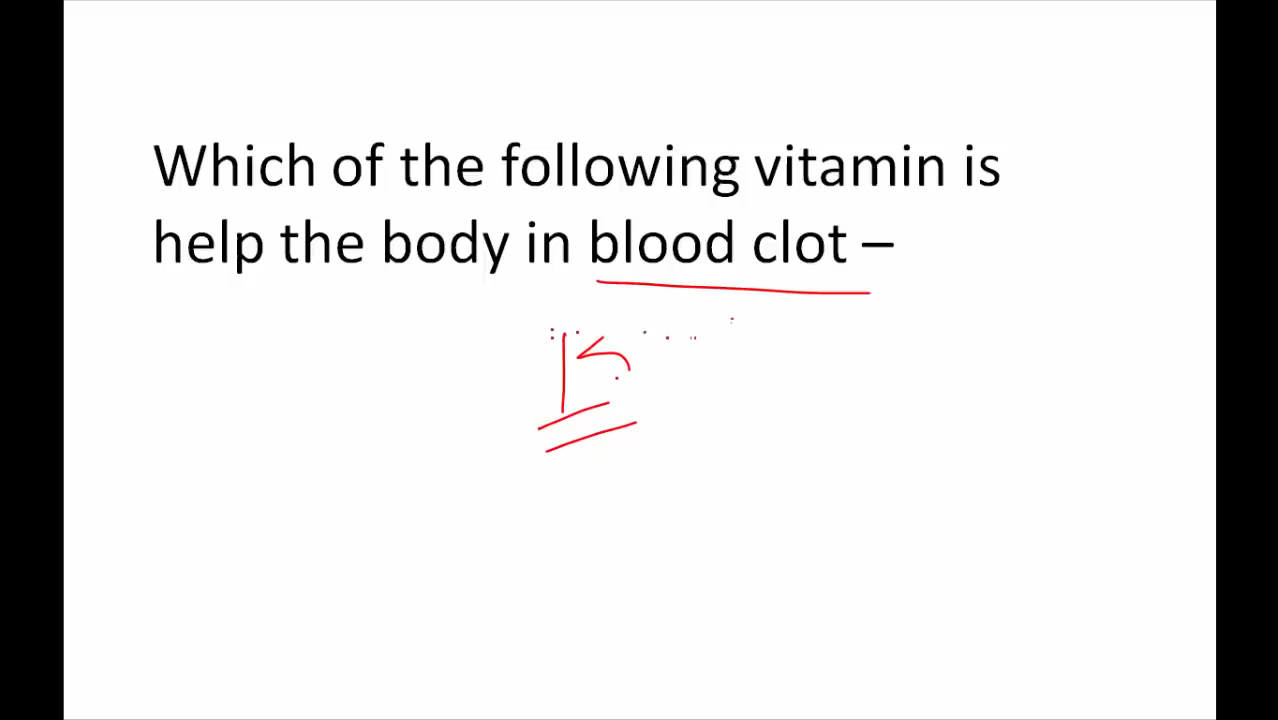 Which of the following vitamin is
help the body in blood clot –
K